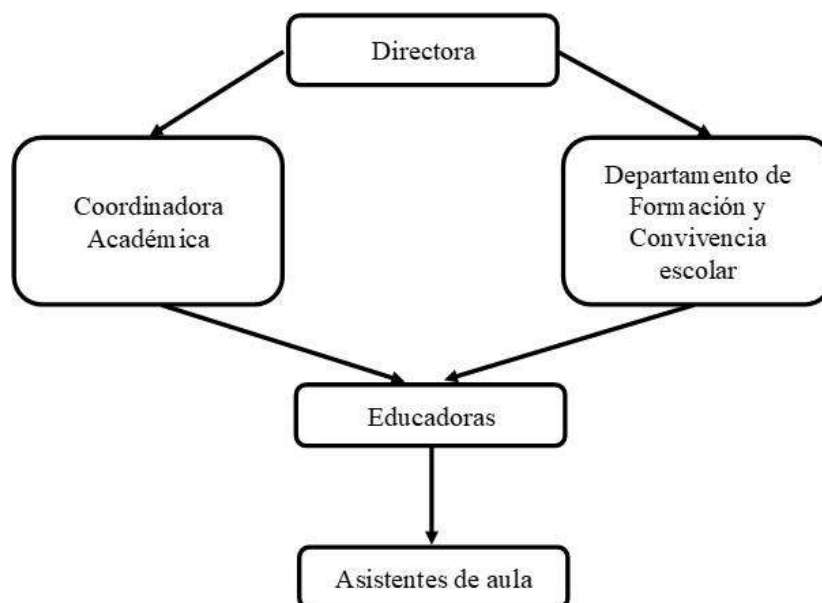 Directora
Coordinadora
Académica
Departamento de
Formación y
Convivencia
escolar
Educadoras
Asistentes de aula